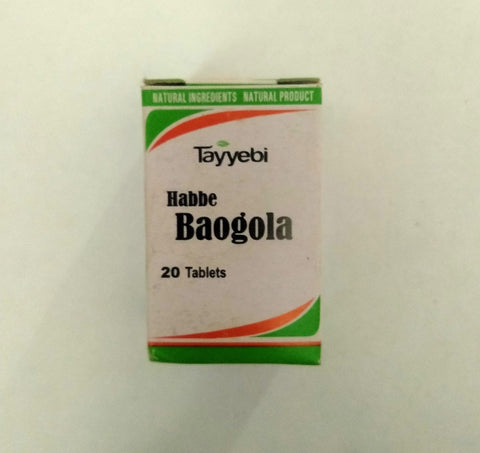 NATURAL INGREDIENTS NATURAL PRODUCT
Tayyebi
Habbe
Baogola
20 Tablets